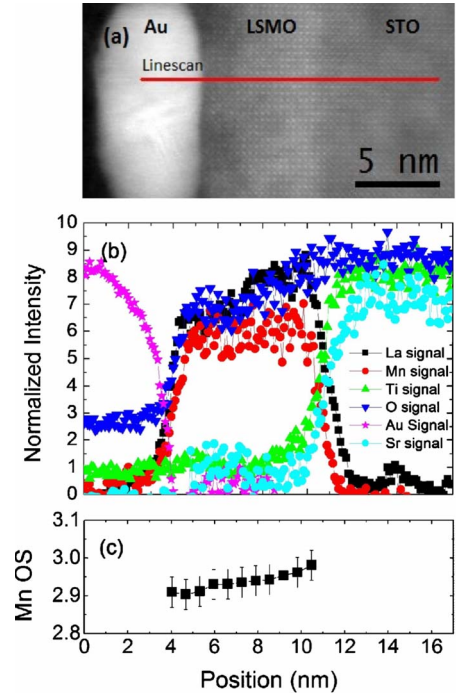 (a) Au LSMO STO
Linescan
5 nm
10
9
8
7
6
5
4
3
2
1
0
Normalized Intensity
(b)
La signal
Mn signal
Ti signal
O signal
Au Signal
Sr signal
3.1
3.0
2.9
2.8
Mn OS
(c)
0 2 4 6 8 10 12 14 16
Position (nm)